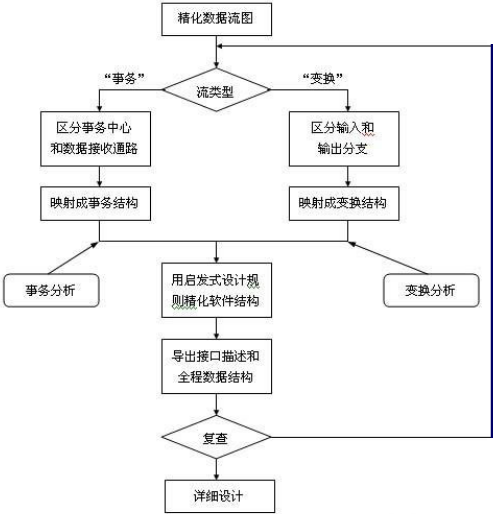 精化数据流图
流类型
“事务”
“变换”
区分事务中心
和数据接收通路
区分输入和
输出分支
映射成事务结构
映射成变换结构
事务分析
变换分析
用启发式设计规
则精化软件结构
导出接口描述和
全程数据结构
复查
详细设计